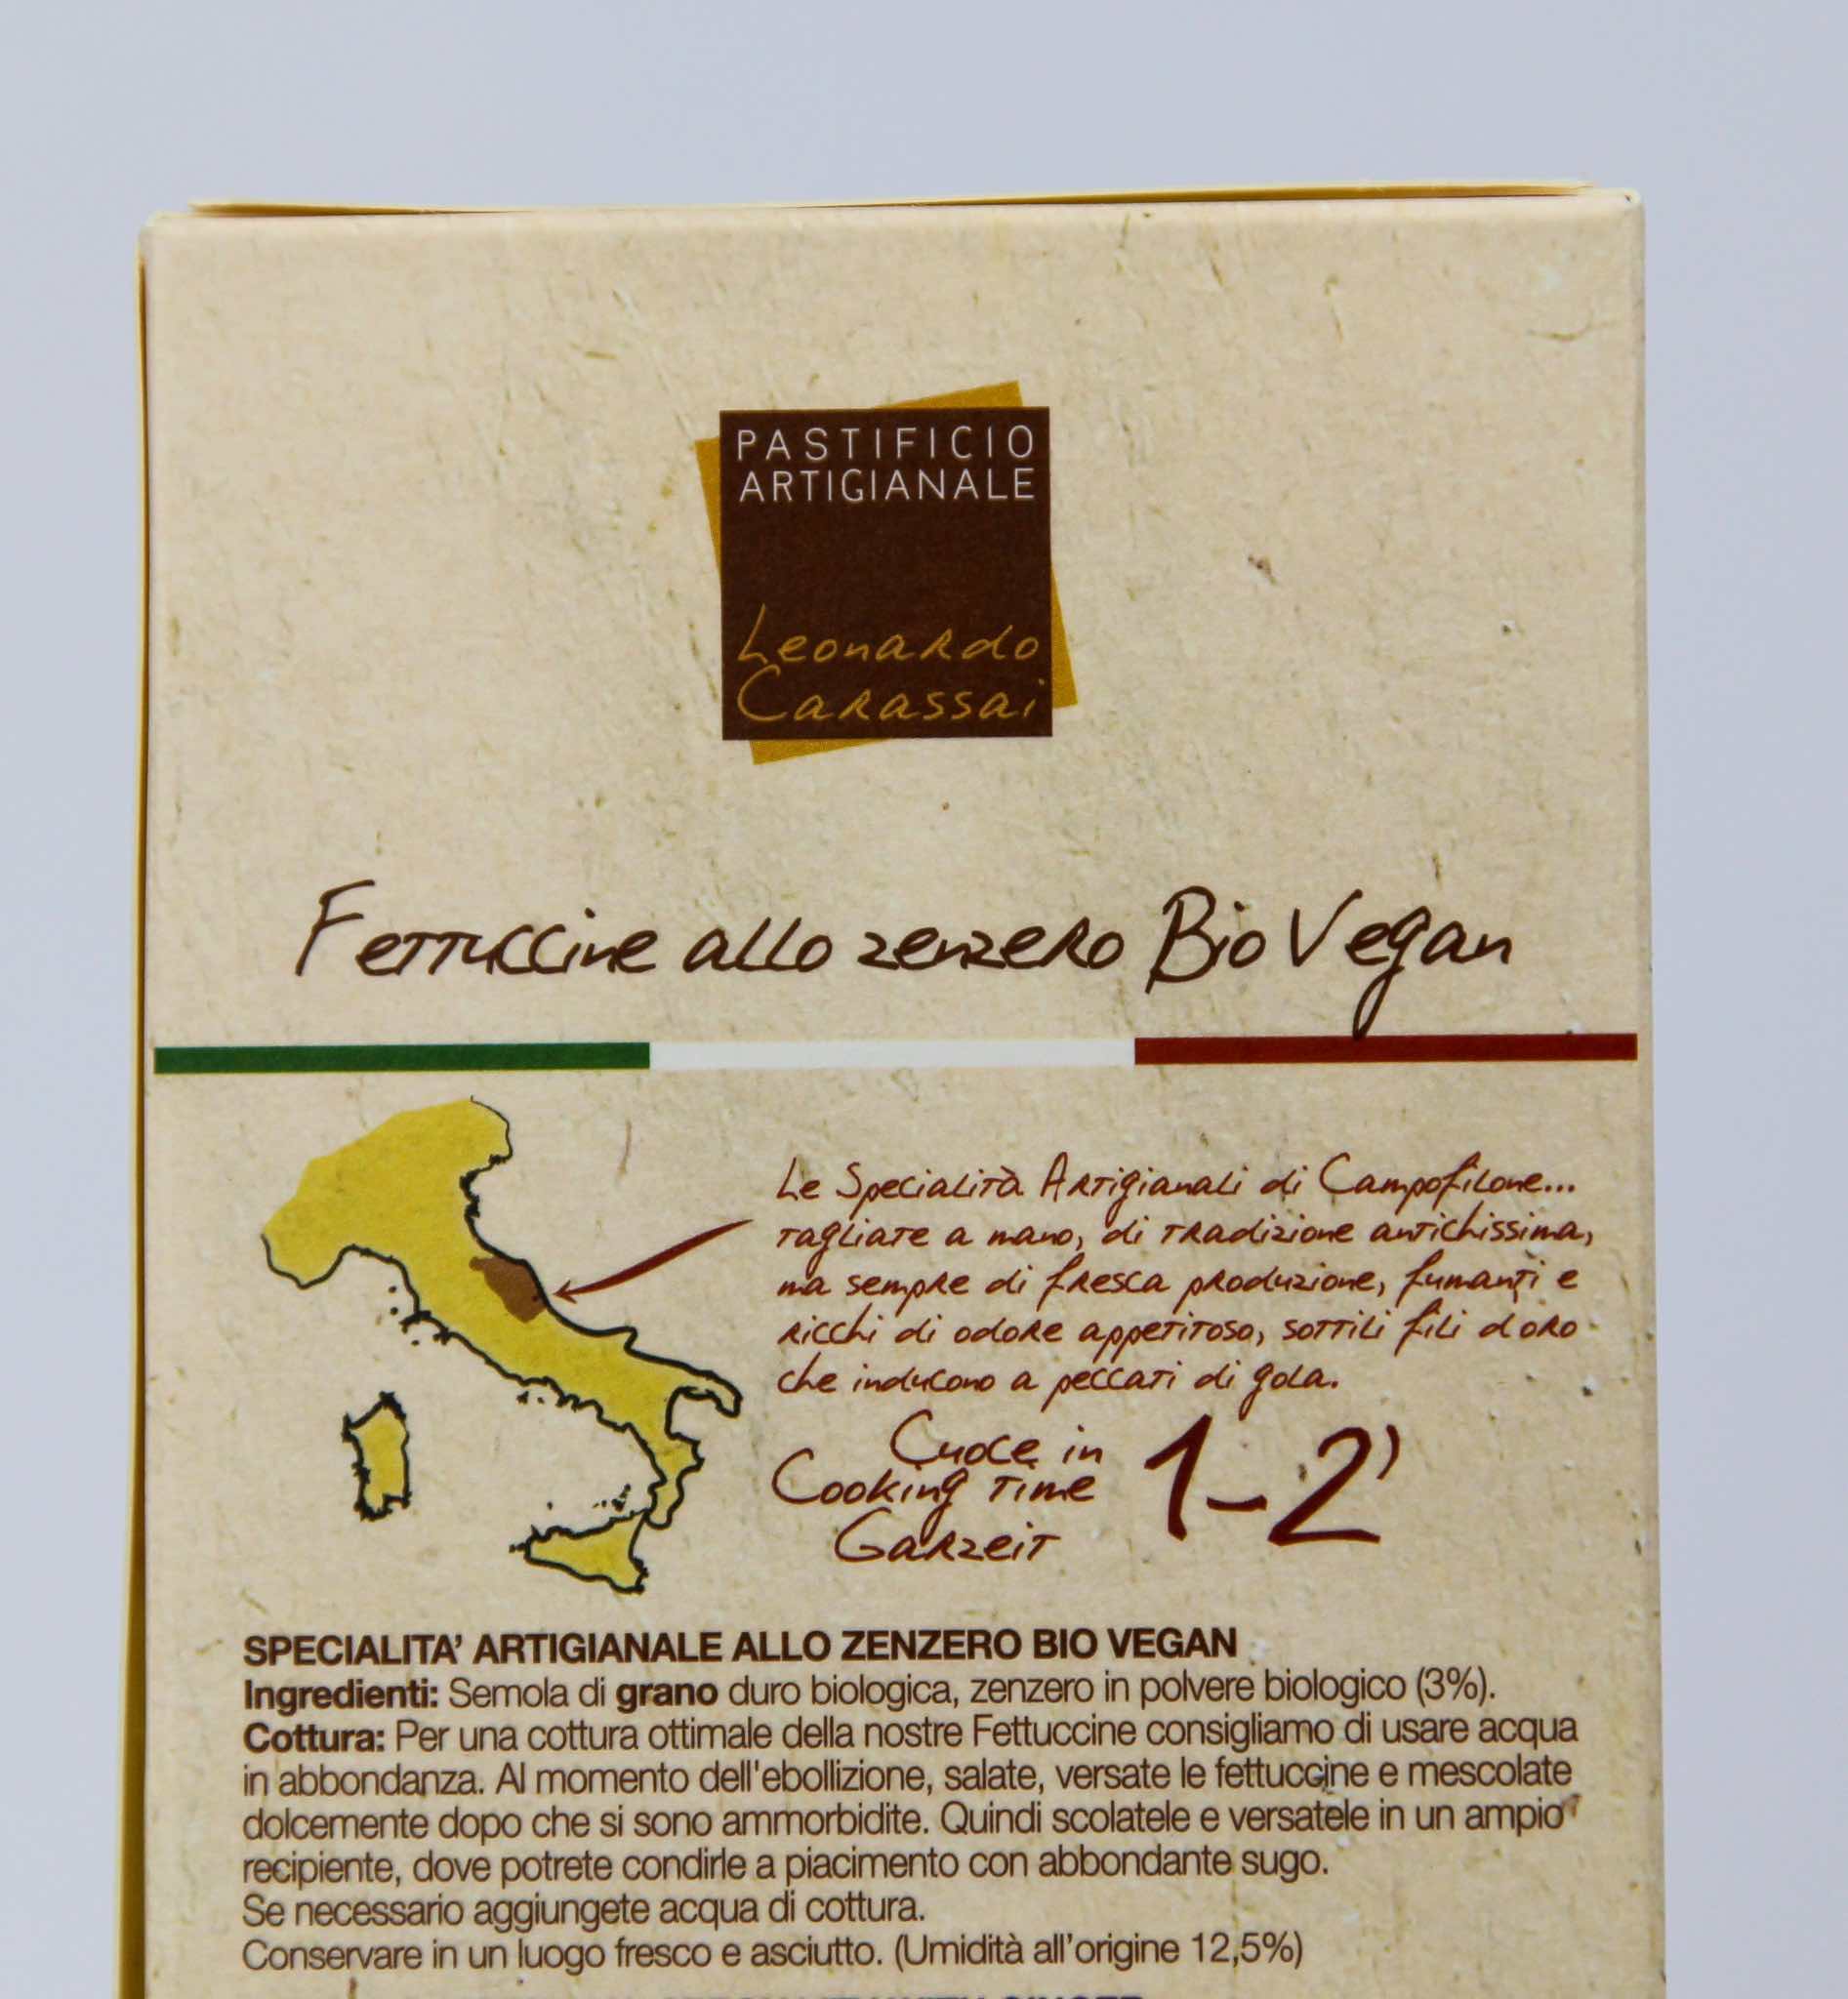 PASTIFICIO
ARTIGIANALE
Leonardo
Carassai
Fettuccine allo zenzero Bio Vegan
Le Specialità Artigianali di Campofilone...
tagliate a mano, di tradizione antichissima,
ma sempre di fresca produzione, fumanti e
ricchi di odore appetitoso, sottili fili d oro
che inducono a peccati di gola.
Cuoce in
Cooking time 1-2'
Garzeit
SPECIALITA' ARTIGIANALE ALLO ZENZERO BIO VEGAN
Ingredienti: Semola di grano duro biologica, zenzero in polvere biologico (3%).
Cottura: Per una cottura ottimale della nostre Fettuccine consigliamo di usare acqua
in abbondanza. Al momento dell'ebollizione, salate, versate le fettuccine e mescolate
dolcemente dopo che si sono ammorbidite. Quindi scolatele e versatele in un ampio
recipiente, dove potrete condirle a piacimento con abbondante sugo.
Se necessario aggiungete acqua di cottura.
Conservare in un luogo fresco e asciutto. (Umidità all'origine 12,5%)